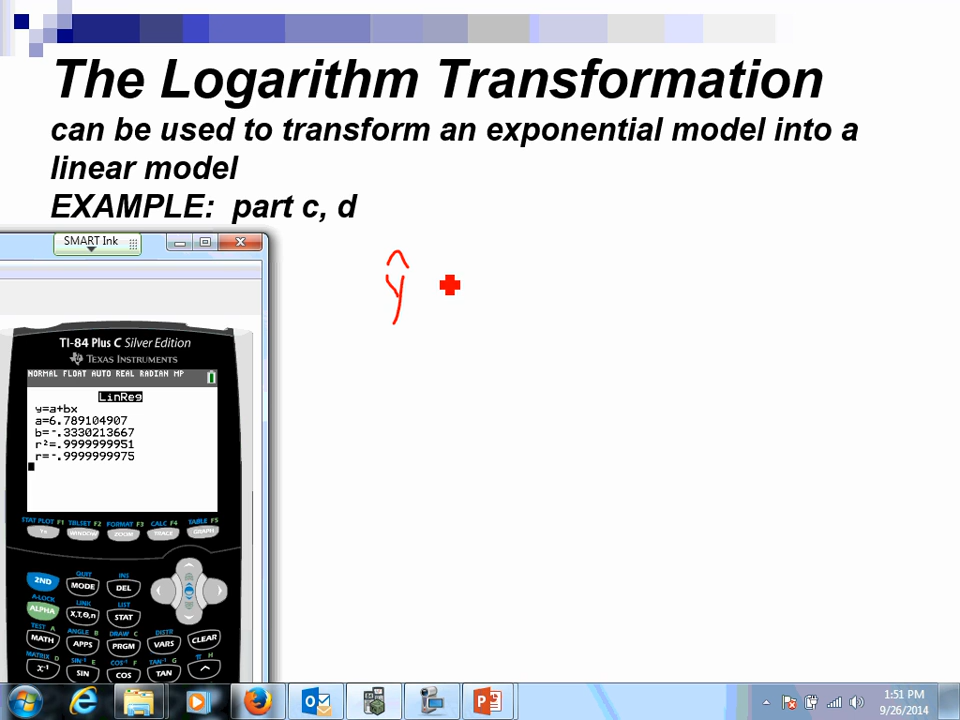 The Logarithm Transformation
can be used to transform an exponential model into a
linear model
EXAMPLE: part c, d
SMART Ink
ŷ
TI-84 Plus C Silver Edition
TEXAS INSTRUMENTS
NORMAL FLOAT AUTO REAL RADIAN MP
LinReg
y=a+bx
a=6.789104907
b=-.3330213667
r²=.9999999951
r=-.9999999975
STAT PLOT F1 TBLSET F2 FORMAT F3 CALC F4 TABLE F5
Y= WINDOW ZOOM TRACE GRAPH
QUIT INS
2ND MODE DEL
A-LOCK LINK LIST
ALPHA X,T,θ,n STAT
TEST A ANGLE B DRAW C DISTR
MATH APPS PRGM VARS CLEAR
MATRIX D SIN⁻¹ E COS⁻¹ F TAN⁻¹ G π H
x⁻¹ SIN COS TAN ^
1:51 PM
9/26/2014